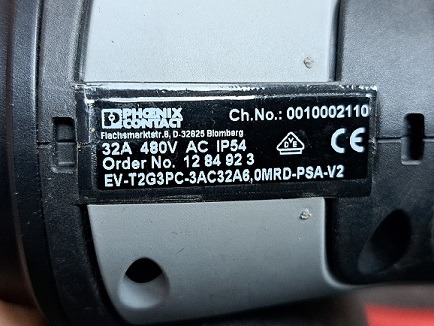 PHŒNIX
CONTACT
Ch.No.: 0010002110
Flachsmarktstr.8, D-32825 Blomberg
32A 480V AC IP54
Order No. 12 84 92 3
EV-T2G3PC-3AC32A6,0MRD-PSA-V2
CE